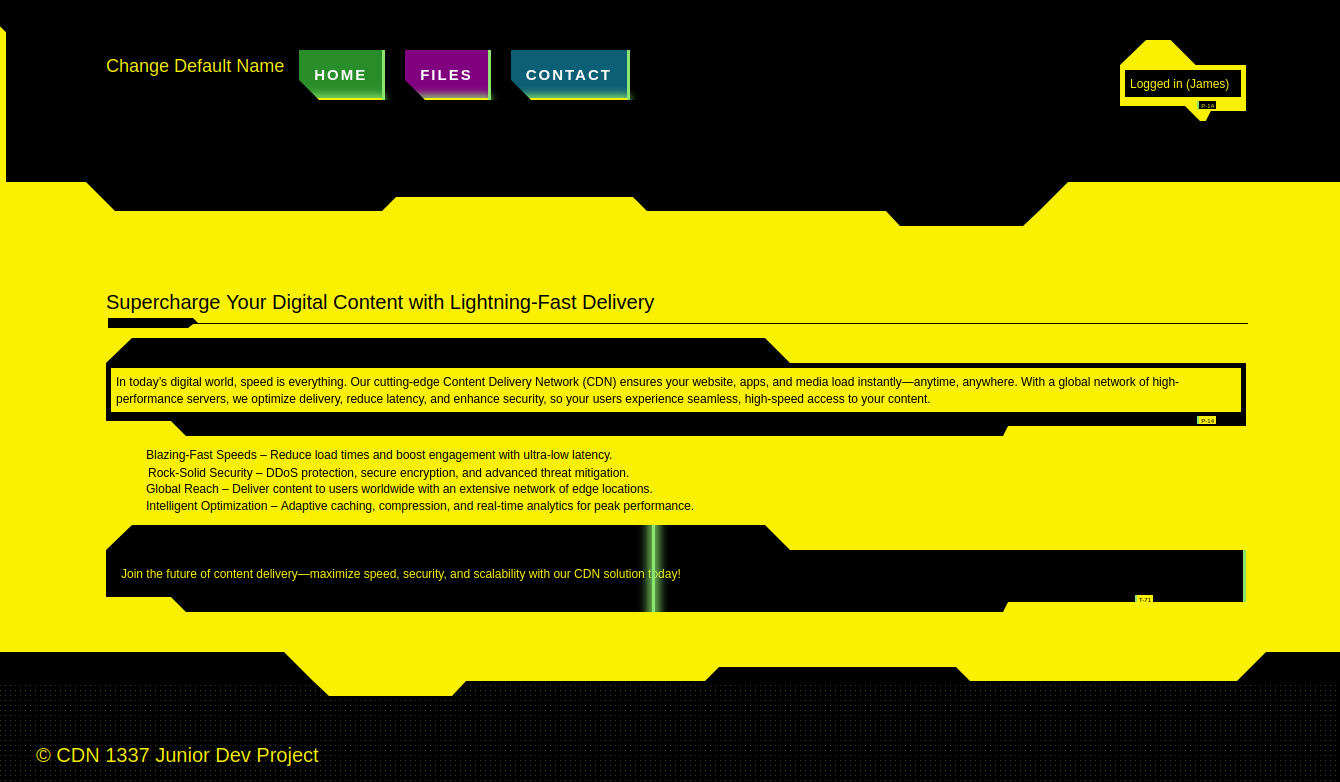 Change Default Name
HOME
FILES
CONTACT
Logged in (James)
P-14
Supercharge Your Digital Content with Lightning-Fast Delivery
In today's digital world, speed is everything. Our cutting-edge Content Delivery Network (CDN) ensures your website, apps, and media load instantly—anytime, anywhere. With a global network of high-
performance servers, we optimize delivery, reduce latency, and enhance security, so your users experience seamless, high-speed access to your content.
P-14
Blazing-Fast Speeds – Reduce load times and boost engagement with ultra-low latency.
Rock-Solid Security – DDoS protection, secure encryption, and advanced threat mitigation.
Global Reach – Deliver content to users worldwide with an extensive network of edge locations.
Intelligent Optimization – Adaptive caching, compression, and real-time analytics for peak performance.
Join the future of content delivery—maximize speed, security, and scalability with our CDN solution today!
T-71
© CDN 1337 Junior Dev Project